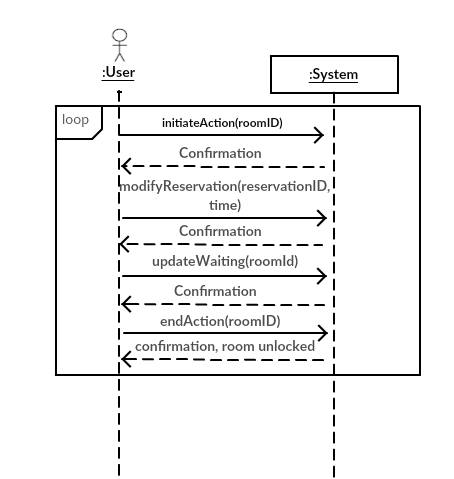 :User
:System
loop
initiateAction(roomID)
Confirmation
modifyReservation(reservationID,
time)
Confirmation
updateWaiting(roomId)
Confirmation
endAction(roomID)
confirmation, room unlocked